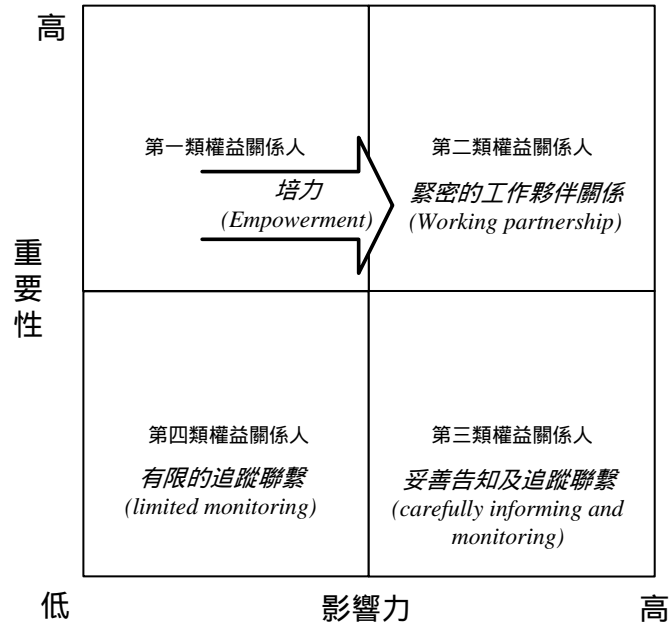 高
第一類權益關係人
培力
(Empowerment)
第二類權益關係人
緊密的工作夥伴關係
(Working partnership)
重
要
性
第四類權益關係人
有限的追蹤聯繫
(limited monitoring)
第三類權益關係人
妥善告知及追蹤聯繫
(carefully informing and
monitoring)
低
影響力
高